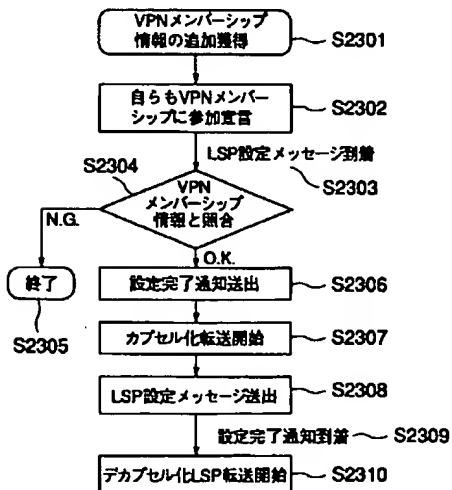 VPNメンバーシップ
情報の追加獲得
S2301
自らもVPNメンバー
シップに参加宣言
S2302
LSP設定メッセージ到着
S2303
S2304
VPN
メンバーシップ
情報と照合
N.G.
O.K.
終了
S2305
設定完了通知送出
S2306
カプセル化転送開始
S2307
LSP設定メッセージ送出
S2308
設定完了通知到着
S2309
デカプセル化LSP転送開始
S2310